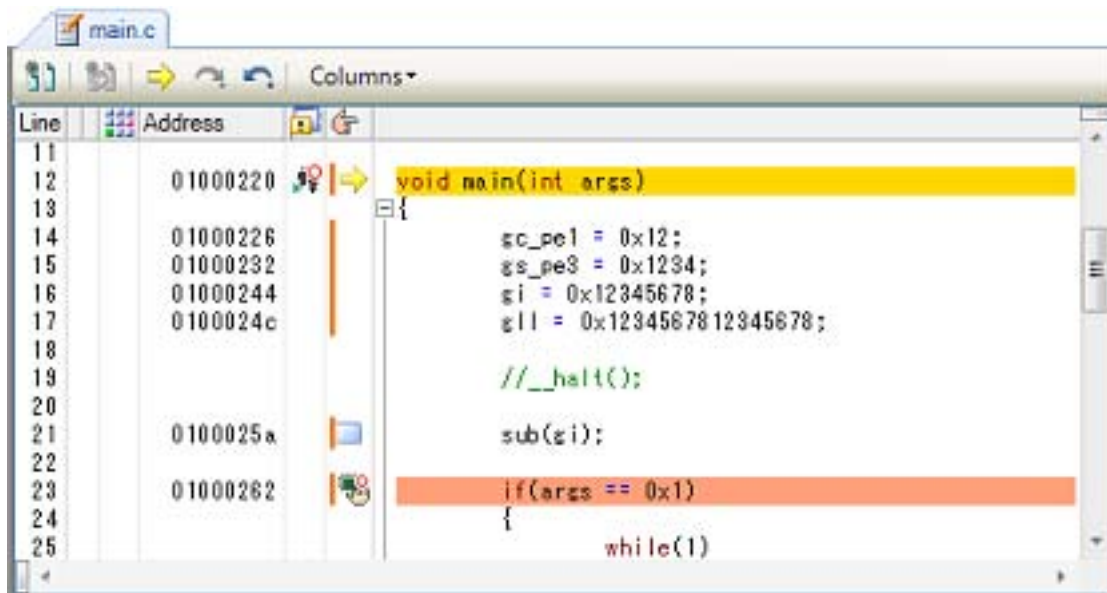 main.c
Columns
Line Address
11
12 01000220 void main(int args)
13 {
14 01000226 gc_pe1 = 0x12;
15 01000232 gs_pe3 = 0x1234;
16 01000244 gi = 0x12345678;
17 0100024c gll = 0x1234567812345678;
18
19 //__halt();
20
21 0100025a sub(gi);
22
23 01000262 if(args == 0x1)
24 {
25 while(1)